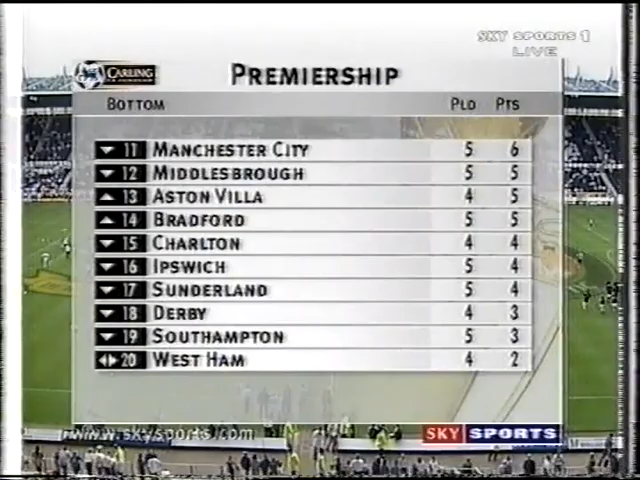 SKY SPORTS 1
LIVE
CARLING
PREMIERSHIP
BOTTOM PLD PTS
11 MANCHESTER CITY 5 6
12 MIDDLESBROUGH 5 5
13 ASTON VILLA 4 5
14 BRADFORD 5 5
15 CHARLTON 4 4
16 IPSWICH 5 4
17 SUNDERLAND 5 4
18 DERBY 4 3
19 SOUTHAMPTON 5 3
20 WEST HAM 4 2
www.skysports.com
SKY SPORTS